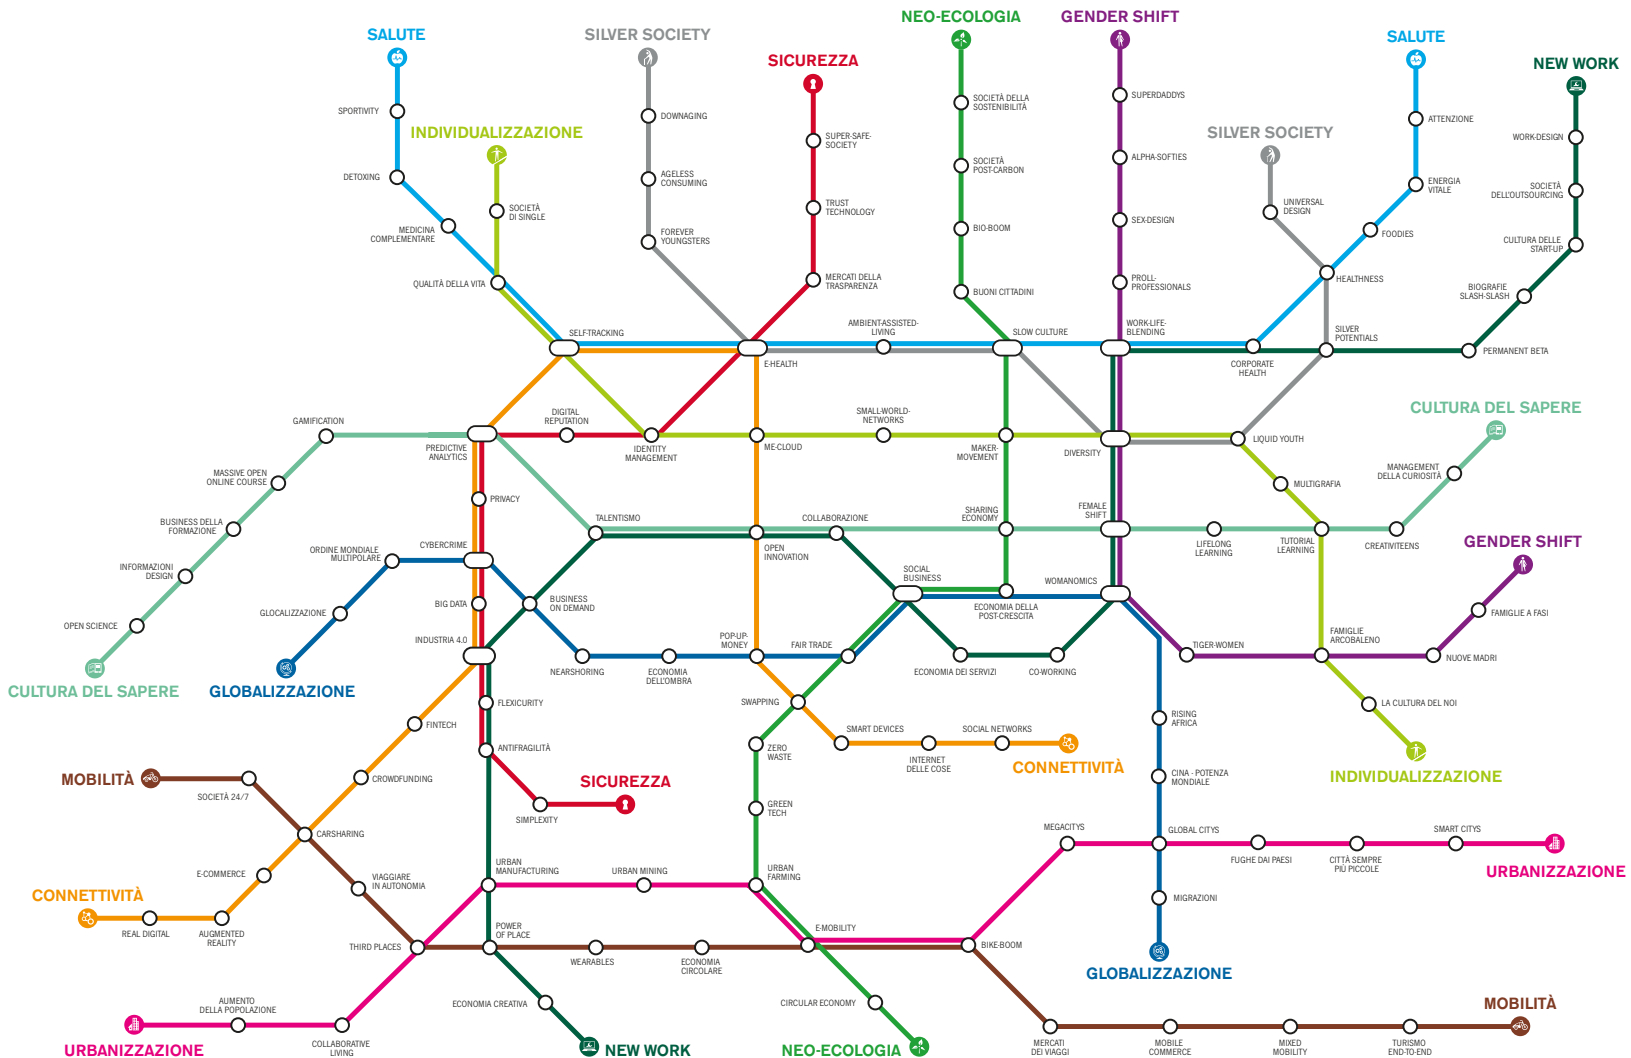 NEO-ECOLOGIA
GENDER SHIFT
SALUTE
SILVER SOCIETY
SALUTE
SICUREZZA
NEW WORK
SUPERDADDYS
SOCIETÀ DELLA
SOSTENIBILITÀ
SPORTIVITY
DOWNAGING
ATTENZIONE
INDIVIDUALIZZAZIONE
SILVER SOCIETY
SUPER-SAFE-
SOCIETY
WORK-DESIGN
ALPHA-SOFTIES
SOCIETÀ
POST-CARBON
DETOXING
AGELESS
CONSUMING
ENERGIA
VITALE
SOCIETÀ
DELL'OUTSOURCING
SOCIETÀ
DI SINGLE
TRUST
TECHNOLOGY
UNIVERSAL
DESIGN
SEX-DESIGN
MEDICINA
COMPLEMENTARE
FOREVER
YOUNGSTERS
BIO-BOOM
FOODIES
CULTURA DELLE
START-UP
QUALITÀ DELLA VITA
MERCATI DELLA
TRASPARENZA
BUONI CITTADINI
PROLL-
PROFESSIONALS
HEALTHNESS
BIOGRAFIE
SLASH-SLASH
SELF-TRACKING
AMBIENT-ASSISTED-
LIVING
SLOW CULTURE
WORK-LIFE-
BLENDING
SILVER
POTENTIALS
E-HEALTH
CORPORATE
HEALTH
PERMANENT BETA
GAMIFICATION
DIGITAL
REPUTATION
SMALL-WORLD-
NETWORKS
CULTURA DEL SAPERE
PREDICTIVE
ANALYTICS
IDENTITY
MANAGEMENT
ME-CLOUD
MAKER-
MOVEMENT
DIVERSITY
LIQUID YOUTH
MASSIVE OPEN
ONLINE COURSE
MANAGEMENT
DELLA CURIOSITÀ
PRIVACY
MULTIGRAFIA
BUSINESS DELLA
FORMAZIONE
TALENTISMO
COLLABORAZIONE
SHARING
ECONOMY
FEMALE
SHIFT
OPEN
INNOVATION
LIFELONG
LEARNING
TUTORIAL
LEARNING
CREATIVITEENS
GENDER SHIFT
ORDINE MONDIALE
MULTIPOLARE
CYBERCRIME
INFORMAZIONI
DESIGN
SOCIAL
BUSINESS
WOMANOMICS
GLOCALIZZAZIONE
BIG DATA
BUSINESS
ON DEMAND
ECONOMIA DELLA
POST-CRESCITA
FAMIGLIE A FASI
OPEN SCIENCE
INDUSTRIA 4.0
POP-UP-
MONEY
FAIR TRADE
FAMIGLIE
ARCOBALENO
TIGER-WOMEN
NUOVE MADRI
NEARSHORING
ECONOMIA
DELL'OMBRA
ECONOMIA DEI SERVIZI
CO-WORKING
CULTURA DEL SAPERE
GLOBALIZZAZIONE
FLEXICURITY
SWAPPING
LA CULTURA DEL NOI
FINTECH
SMART DEVICES
SOCIAL NETWORKS
RISING
AFRICA
ANTIFRAGILITÀ
ZERO
WASTE
INTERNET
DELLE COSE
CONNETTIVITÀ
MOBILITÀ
CROWDFUNDING
SICUREZZA
CINA - POTENZA
MONDIALE
INDIVIDUALIZZAZIONE
SOCIETÀ 24/7
SIMPLEXITY
GREEN
TECH
CARSHARING
MEGACITYS
GLOBAL CITYS
SMART CITYS
FUGHE DAI PAESI
CITTÀ SEMPRE
PIÙ PICCOLE
URBANIZZAZIONE
E-COMMERCE
VIAGGIARE
IN AUTONOMIA
URBAN
MANUFACTURING
URBAN MINING
URBAN
FARMING
CONNETTIVITÀ
MIGRAZIONI
REAL DIGITAL
AUGMENTED
REALITY
THIRD PLACES
POWER
OF PLACE
E-MOBILITY
BIKE-BOOM
WEARABLES
ECONOMIA
CIRCOLARE
GLOBALIZZAZIONE
AUMENTO
DELLA POPOLAZIONE
ECONOMIA CREATIVA
CIRCULAR ECONOMY
MOBILITÀ
URBANIZZAZIONE
COLLABORATIVE
LIVING
NEW WORK
NEO-ECOLOGIA
MERCATI
DEI VIAGGI
MOBILE
COMMERCE
MIXED
MOBILITY
TURISMO
END-TO-END